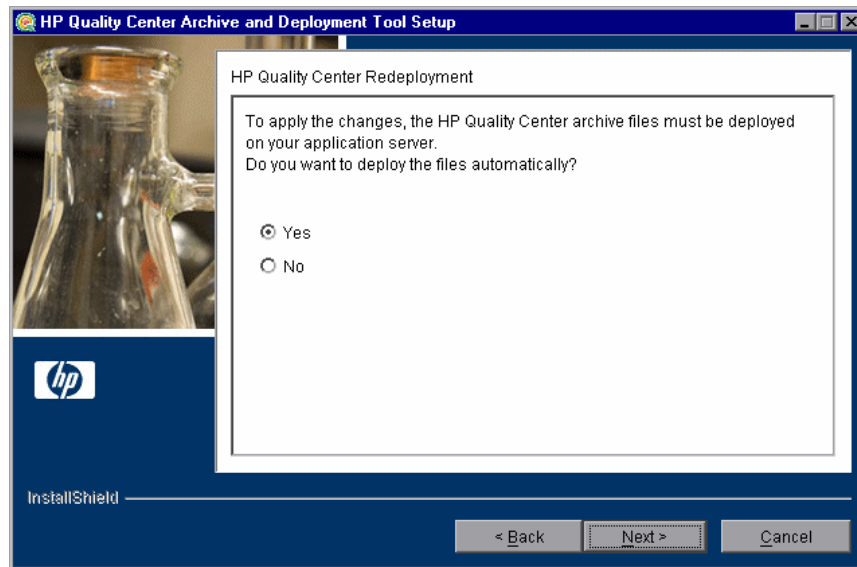 HP Quality Center Archive and Deployment Tool Setup
HP Quality Center Redeployment
To apply the changes, the HP Quality Center archive files must be deployed
on your application server.
Do you want to deploy the files automatically?
Yes
No
hp
InstallShield
< Back
Next >
Cancel